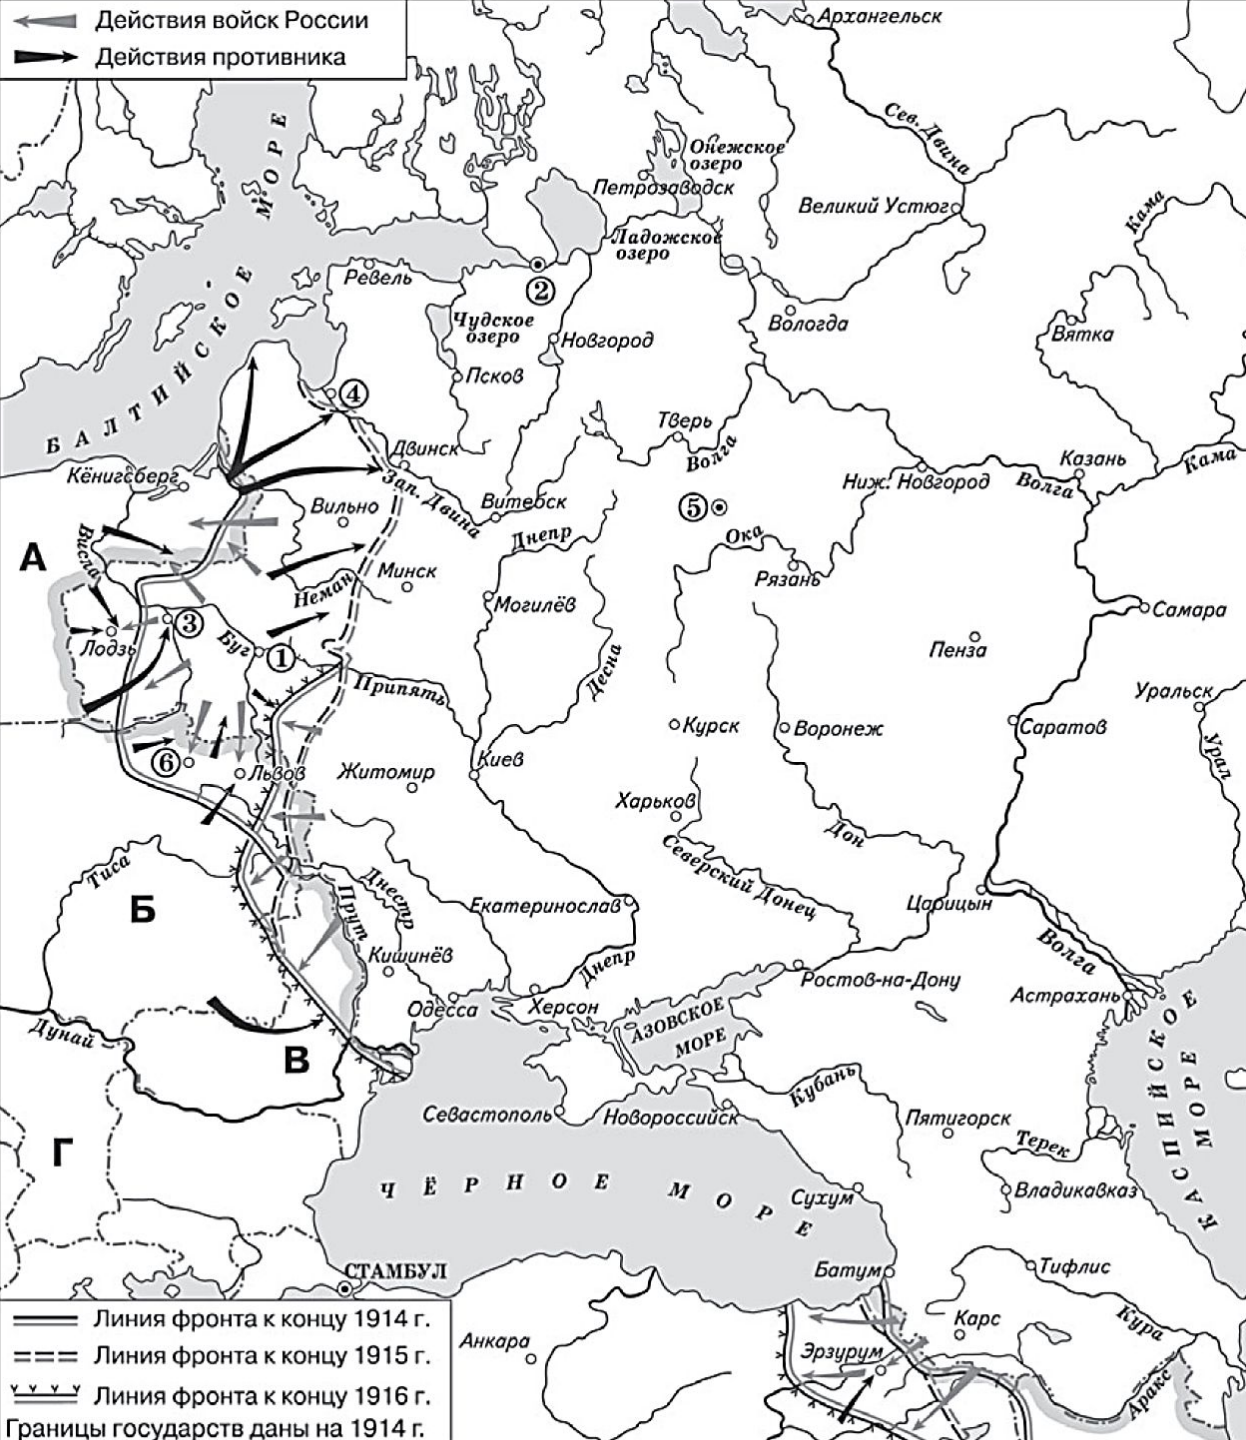 Действия войск России
Действия противника
Архангельск
Сев. Двина
Онежское
озеро
Петрозаводск
Великий Устюг
Кама
Ладожское
озеро
БАЛТИЙСКОЕ МОРЕ
Ревель
2
Чудское
озеро
Новгород
Вологда
Вятка
Псков
4
Тверь
Волга
Двинск
Кёнигсберг
Зап. Двина
Казань
Кама
Ниж. Новгород
Волга
Вильно
Витебск
5
А
Висла
Днепр
Ока
Минск
Рязань
Неман
Могилёв
Самара
3
Лодзь
Буг
1
Пенза
Десна
Припять
Уральск
Курск
Воронеж
Саратов
Урал
6
Львов
Житомир
Киев
Харьков
Дон
Тиса
Северский Донец
Б
Днестр
Прут
Екатеринослав
Царицын
Волга
Кишинёв
Днепр
Ростов-на-Дону
Одесса
Херсон
Астрахань
Дунай
АЗОВСКОЕ
МОРЕ
КАСПИЙСКОЕ
МОРЕ
В
Кубань
Севастополь
Новороссийск
Пятигорск
Г
Терек
ЧЁРНОЕ МОРЕ
Сухум
Владикавказ
СТАМБУЛ
Батум
Тифлис
Линия фронта к концу 1914 г.
Карс
Кура
Анкара
Эрзурум
Линия фронта к концу 1915 г.
Аракс
Линия фронта к концу 1916 г.
Границы государств даны на 1914 г.